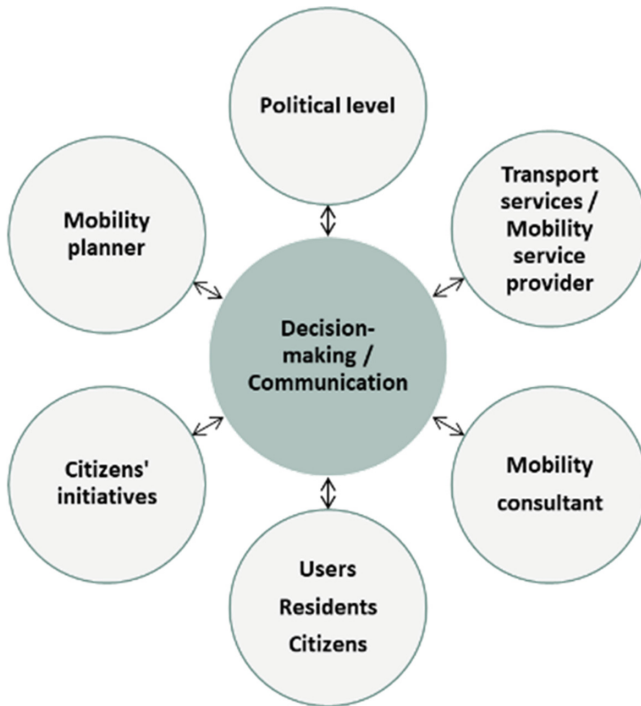 Political level
Transport
services /
Mobility
service
provider
Mobility
planner
Decision-
making /
Communication
Citizens'
initiatives
Mobility
consultant
Users
Residents
Citizens